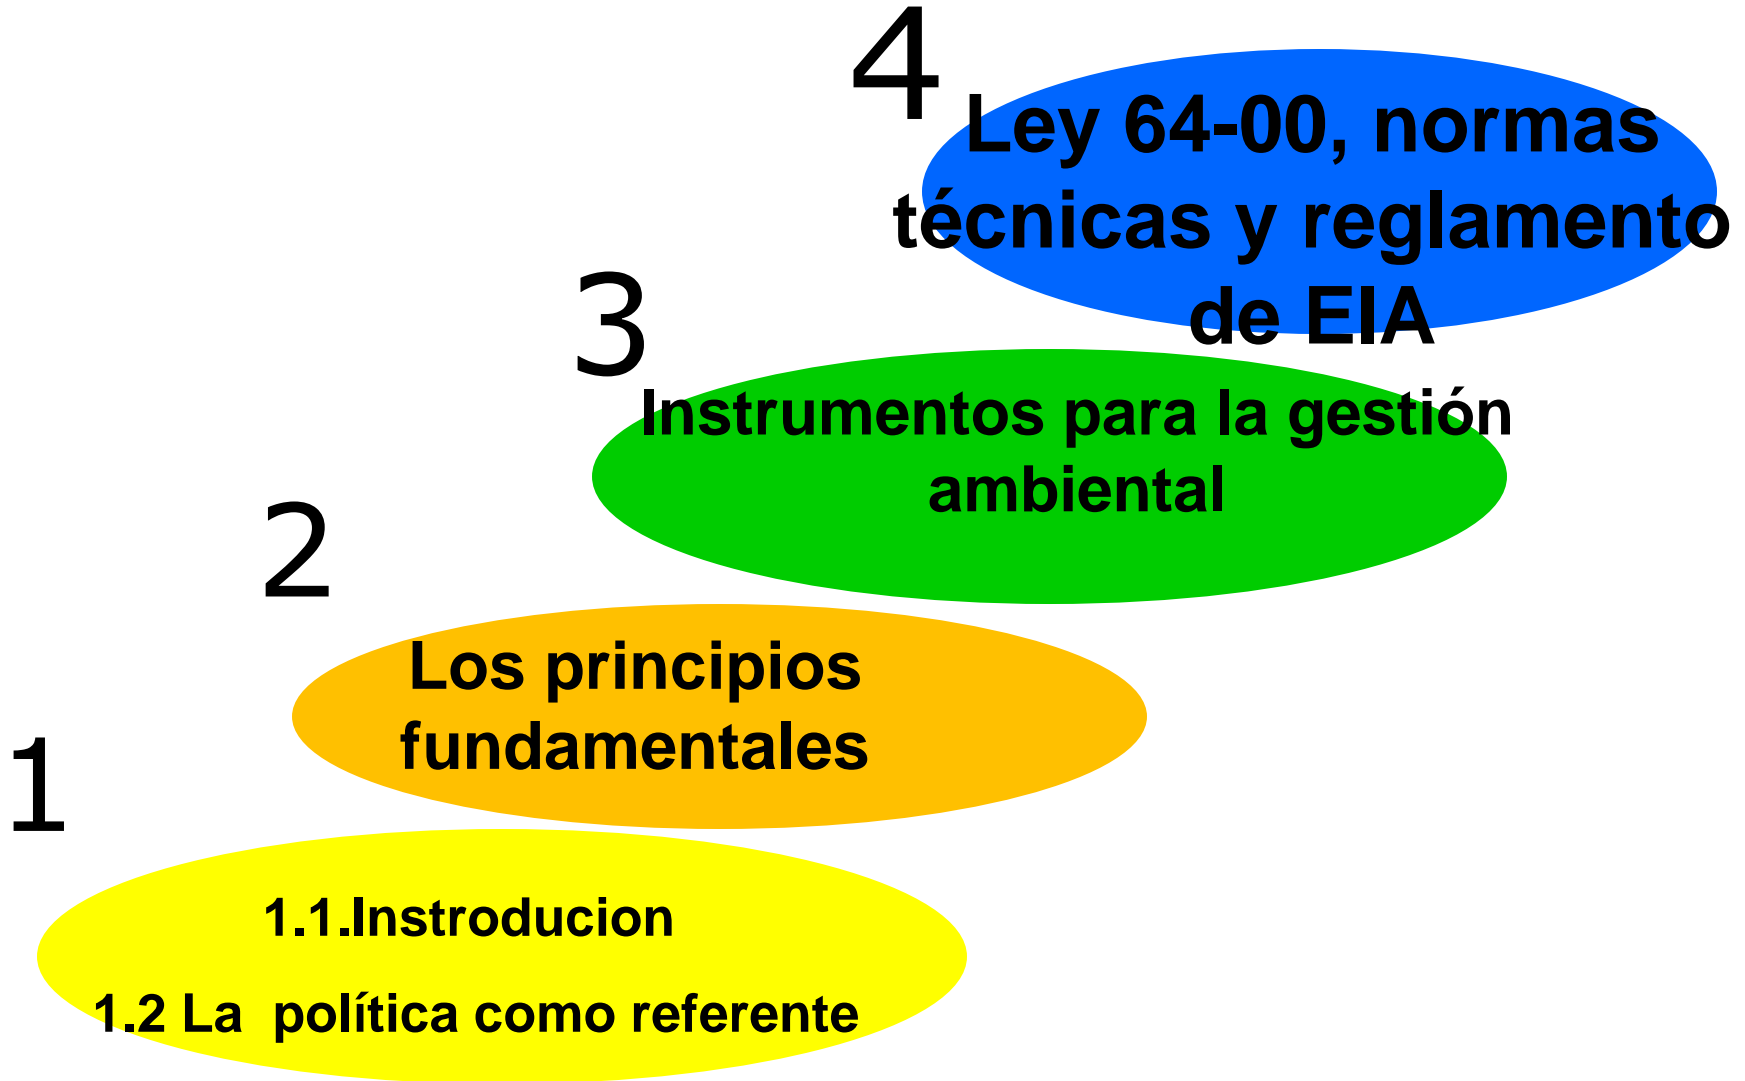 4
Ley 64-00, normas
técnicas y reglamento
de EIA
3
Instrumentos para la gestión
ambiental
2
Los principios
fundamentales
1
1.1.Instroducion
1.2 La  política como referente